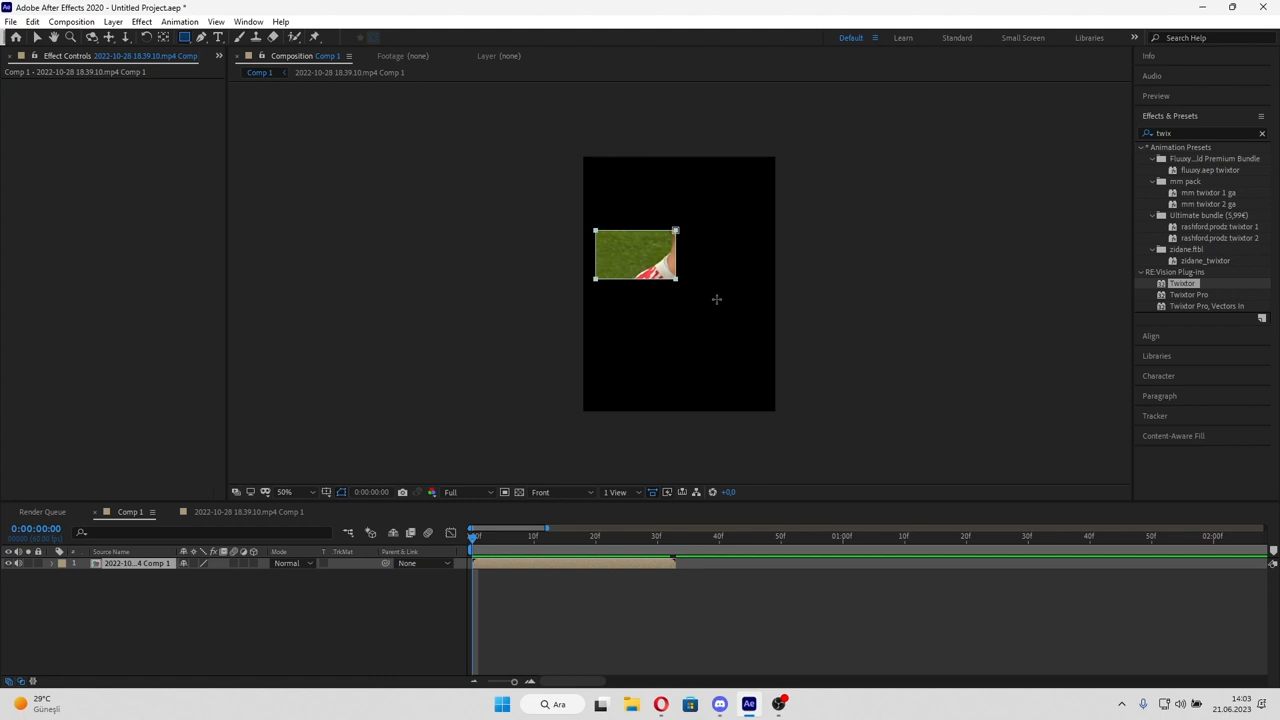 Adobe After Effects 2020 - Untitled Project.aep *
File Edit Composition Layer Effect Animation View Window Help
Default Learn Standard Small Screen Libraries Search Help
Effect Controls 2022-10-28 18.39.10.mp4 Comp
Composition Comp 1 Footage (none) Layer (none)
Info
Comp 1 • 2022-10-28 18.39.10.mp4 Comp 1
Comp 1 2022-10-28 18.39.10.mp4 Comp 1
Audio
Preview
Effects & Presets
twix
* Animation Presets
Fluuxy...ld Premium Bundle
fluuxy.aep twixtor
mm pack
mm twixtor 1 ga
mm twixtor 2 ga
Ultimate bundle (5,99€)
rashford.prodz twixtor 1
rashford.prodz twixtor 2
zidane.ftbl
zidane_twixtor
RE:Vision Plug-ins
Twixtor
Twixtor Pro
Twixtor Pro, Vectors In
Align
Libraries
Character
Paragraph
Tracker
Content-Aware Fill
50% 0:00:00:00 Full Front 1 View +0,0
Render Queue Comp 1 2022-10-28 18.39.10.mp4 Comp 1
0:00:00:00
00000 (60.00 fps)
:00f 10f 20f 30f 40f 50f 01:00f 10f 20f 30f 40f 50f 02:00f
# Source Name Mode T .TrkMat Parent & Link
1 2022-10...4 Comp 1 Normal None
29°C
Güneşli
Ara
14:03
21.06.2023